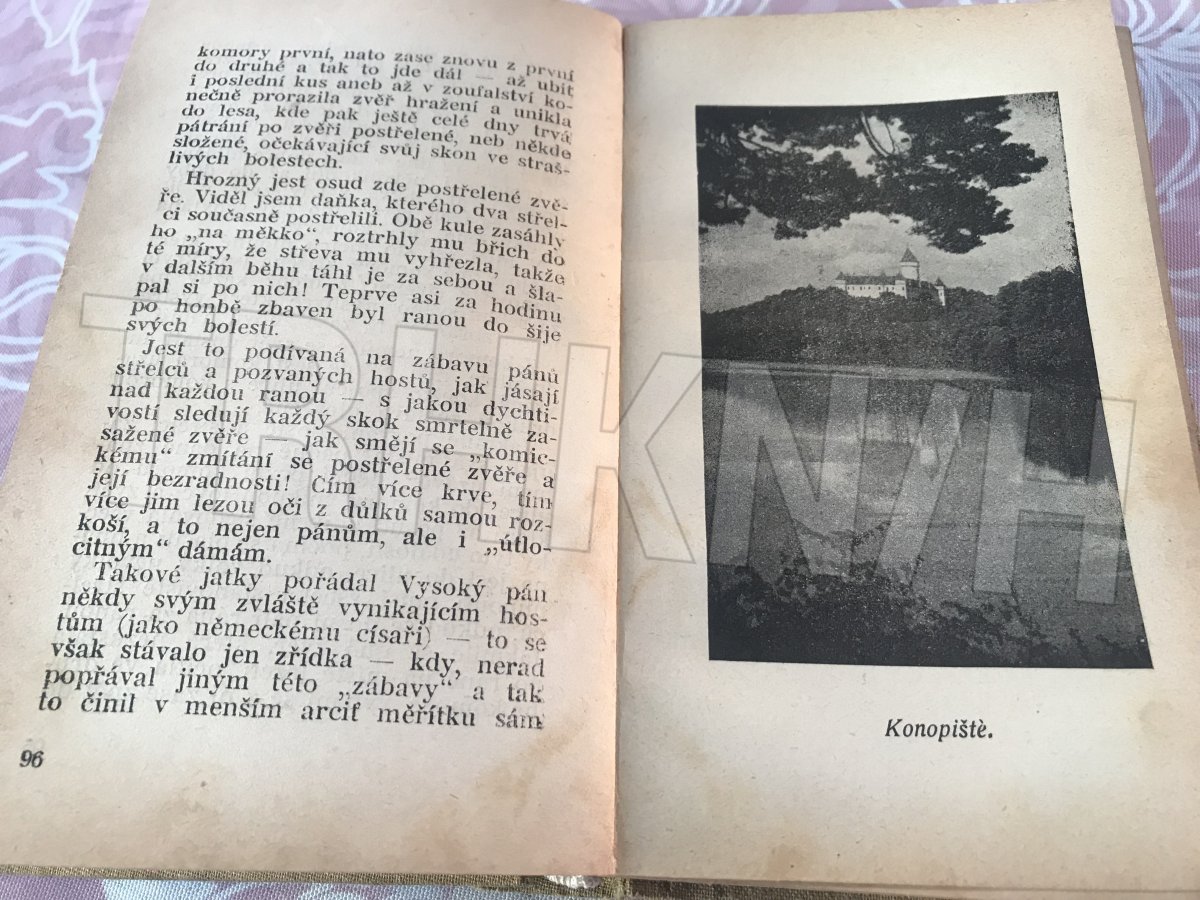 komory první, nato zase znovu z první
do druhé a tak to jde dál — až ubit
i poslední kus aneb až v zoufalství ko-
nečně prorazila zvěř hražení a unikla
do lesa, kde pak ještě celé dny trvá
pátrání po zvěři postřelené, neb někde
složené, očekávající svůj skon ve straš-
livých bolestech.
Hrozný jest osud zde postřelené zvě-
ře. Viděl jsem daňka, kterého dva střel-
ci současně postřelili. Obě kule zasáhly
ho „na měkko“, roztrhly mu břich do
té míry, že střeva mu vyhřezla, takže
v dalším běhu táhl je za sebou a šla-
pal si po nich! Teprve asi za hodinu
po honbě zbaven byl ranou do šije
svých bolestí.
Jest to podívaná na zábavu pánů
střelců a pozvaných hostů, jak jásají
nad každou ranou — s jakou dychti-
vostí sledují každý skok smrtelně za-
sažené zvěře — jak smějí se „komic-
kému“ zmítání se postřelené zvěře a
její bezradnosti! Čím více krve, tím
více jim lezou oči z důlků samou roz-
koší, a to nejen pánům, ale i „útlo-
citným“ dámám.
Takové jatky pořádal Vysoký pán
někdy svým zvláště vynikajícím hos-
tům (jako německému císaři) — to se
však stávalo jen zřídka — kdy, nerad
popřával jiným této „zábavy“ a tak
to činil v menším arciť měřítku sám
96
Konopiště.
TRHKNIH